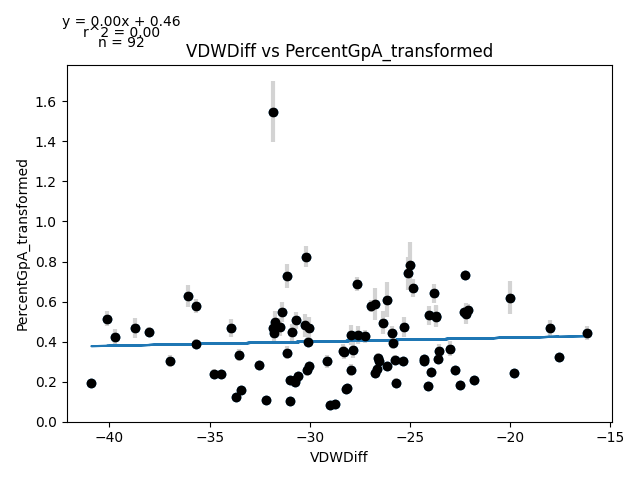 y = 0.00x + 0.46
r^2 = 0.00
n = 92
VDWDiff vs PercentGpA_transformed
PercentGpA_transformed
1.6
1.4
1.2
1.0
0.8
0.6
0.4
0.2
0.0
−40 −35 −30 −25 −20 −15
VDWDiff